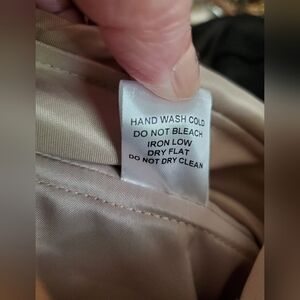 HAND WASH COLD
DO NOT BLEACH
IRON LOW
DRY FLAT
DO NOT DRY CLEAN